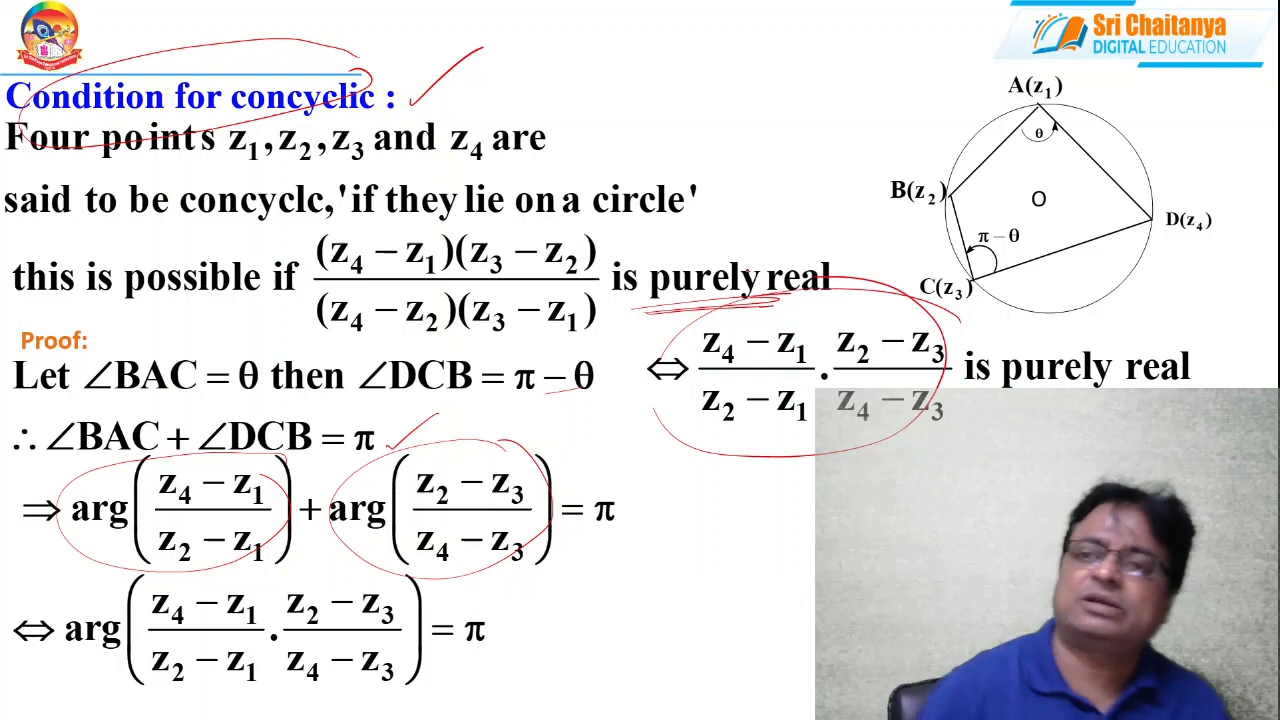 Sri Chaitanya
DIGITAL EDUCATION
Condition for concyclic :
Four points z₁, z₂, z₃ and z₄ are
said to be concyclc,'if they lie on a circle'
this is possible if (z₄ − z₁)(z₃ − z₂) / (z₄ − z₂)(z₃ − z₁) is purely real
Proof:
Let ∠BAC = θ then ∠DCB = π − θ
∴ ∠BAC + ∠DCB = π
⇒ arg((z₄ − z₁)/(z₂ − z₁)) + arg((z₂ − z₃)/(z₄ − z₃)) = π
⇔ arg((z₄ − z₁)/(z₂ − z₁) . (z₂ − z₃)/(z₄ − z₃)) = π
⇔ (z₄ − z₁)/(z₂ − z₁) . (z₂ − z₃)/(z₄ − z₃) is purely real
A(z₁)
θ
B(z₂)
O
D(z₄)
π − θ
C(z₃)